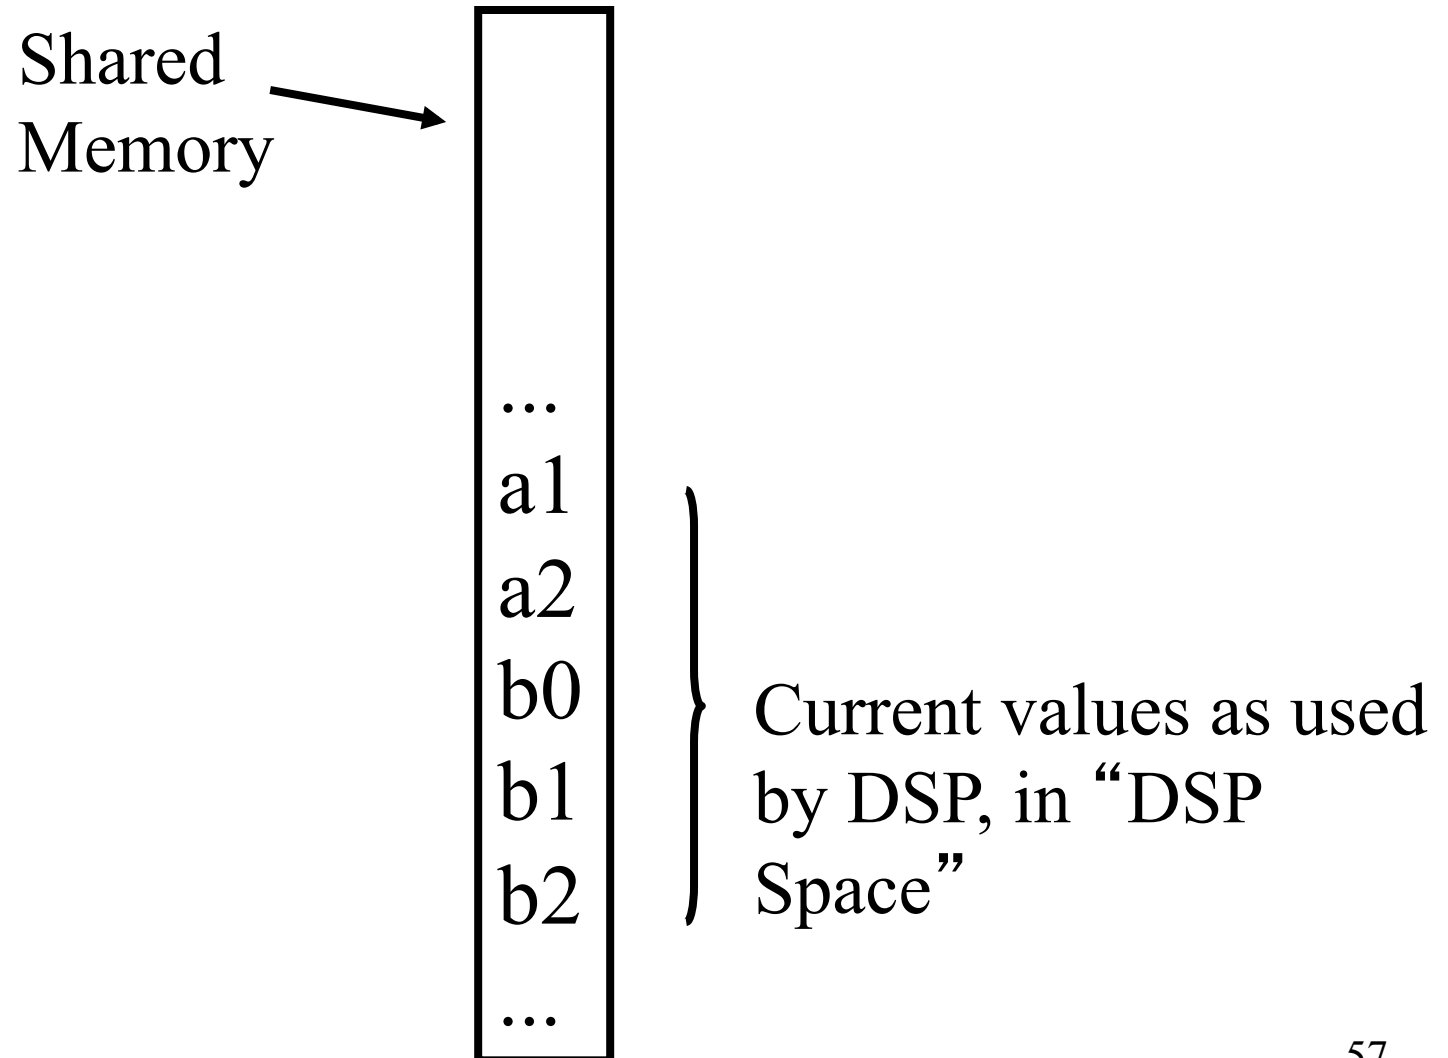 Shared
Memory
...
a1
a2
b0
b1
b2
...
Current values as used
by DSP, in “DSP
Space”
57